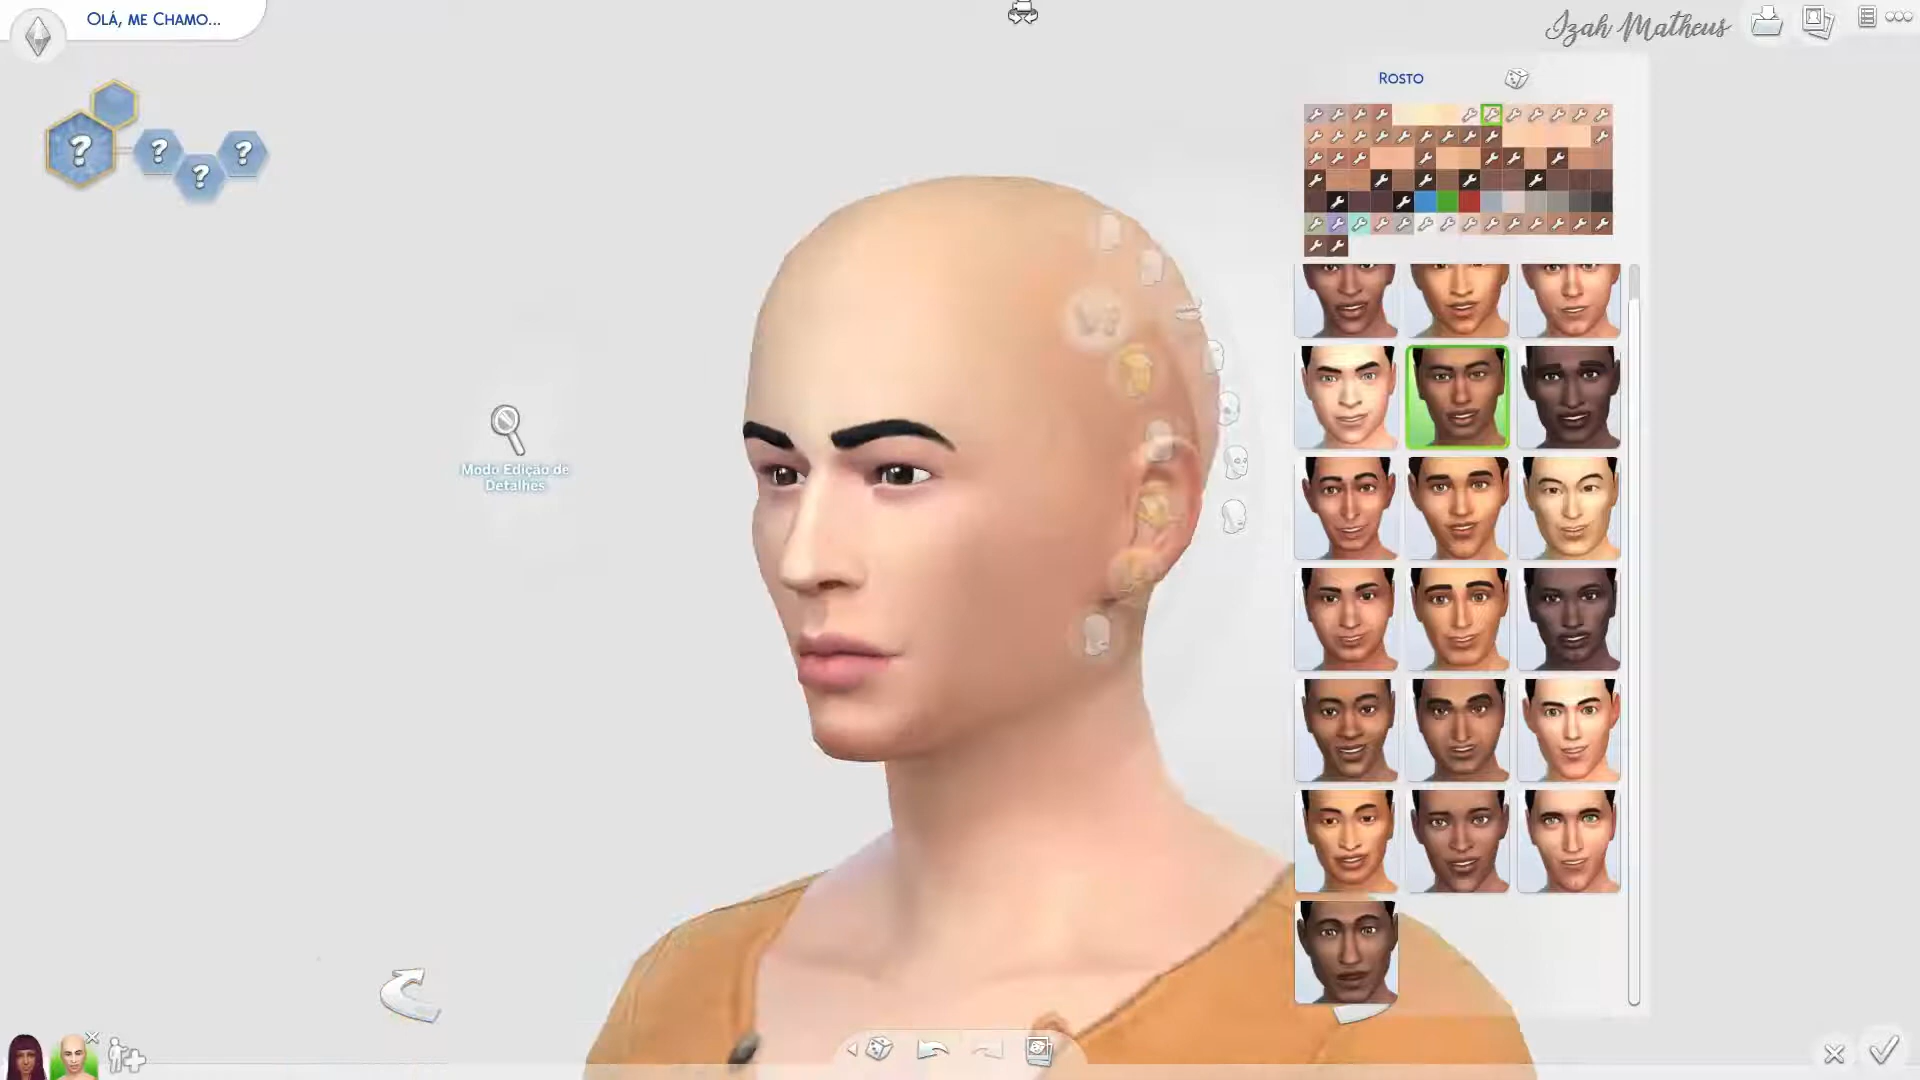 Olá, me Chamo...
Izah Matheus
Rosto
?
?
?
?
Modo Edição de
Detalhes